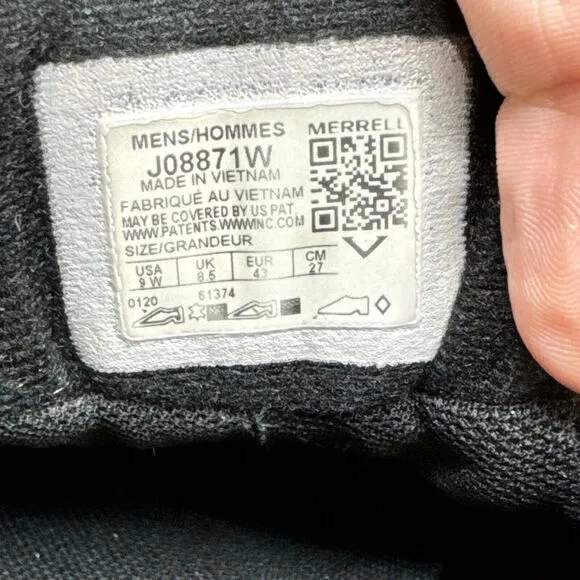 MENS/HOMMES
MERRELL
J08871W
MADE IN VIETNAM
FABRIQUÉ AU VIETNAM
MAY BE COVERED BY US PAT
WWW.PATENTS.WWWINC.COM
SIZE/GRANDEUR
USA UK EUR CM
9 W 8.5 43 27
0120 61374